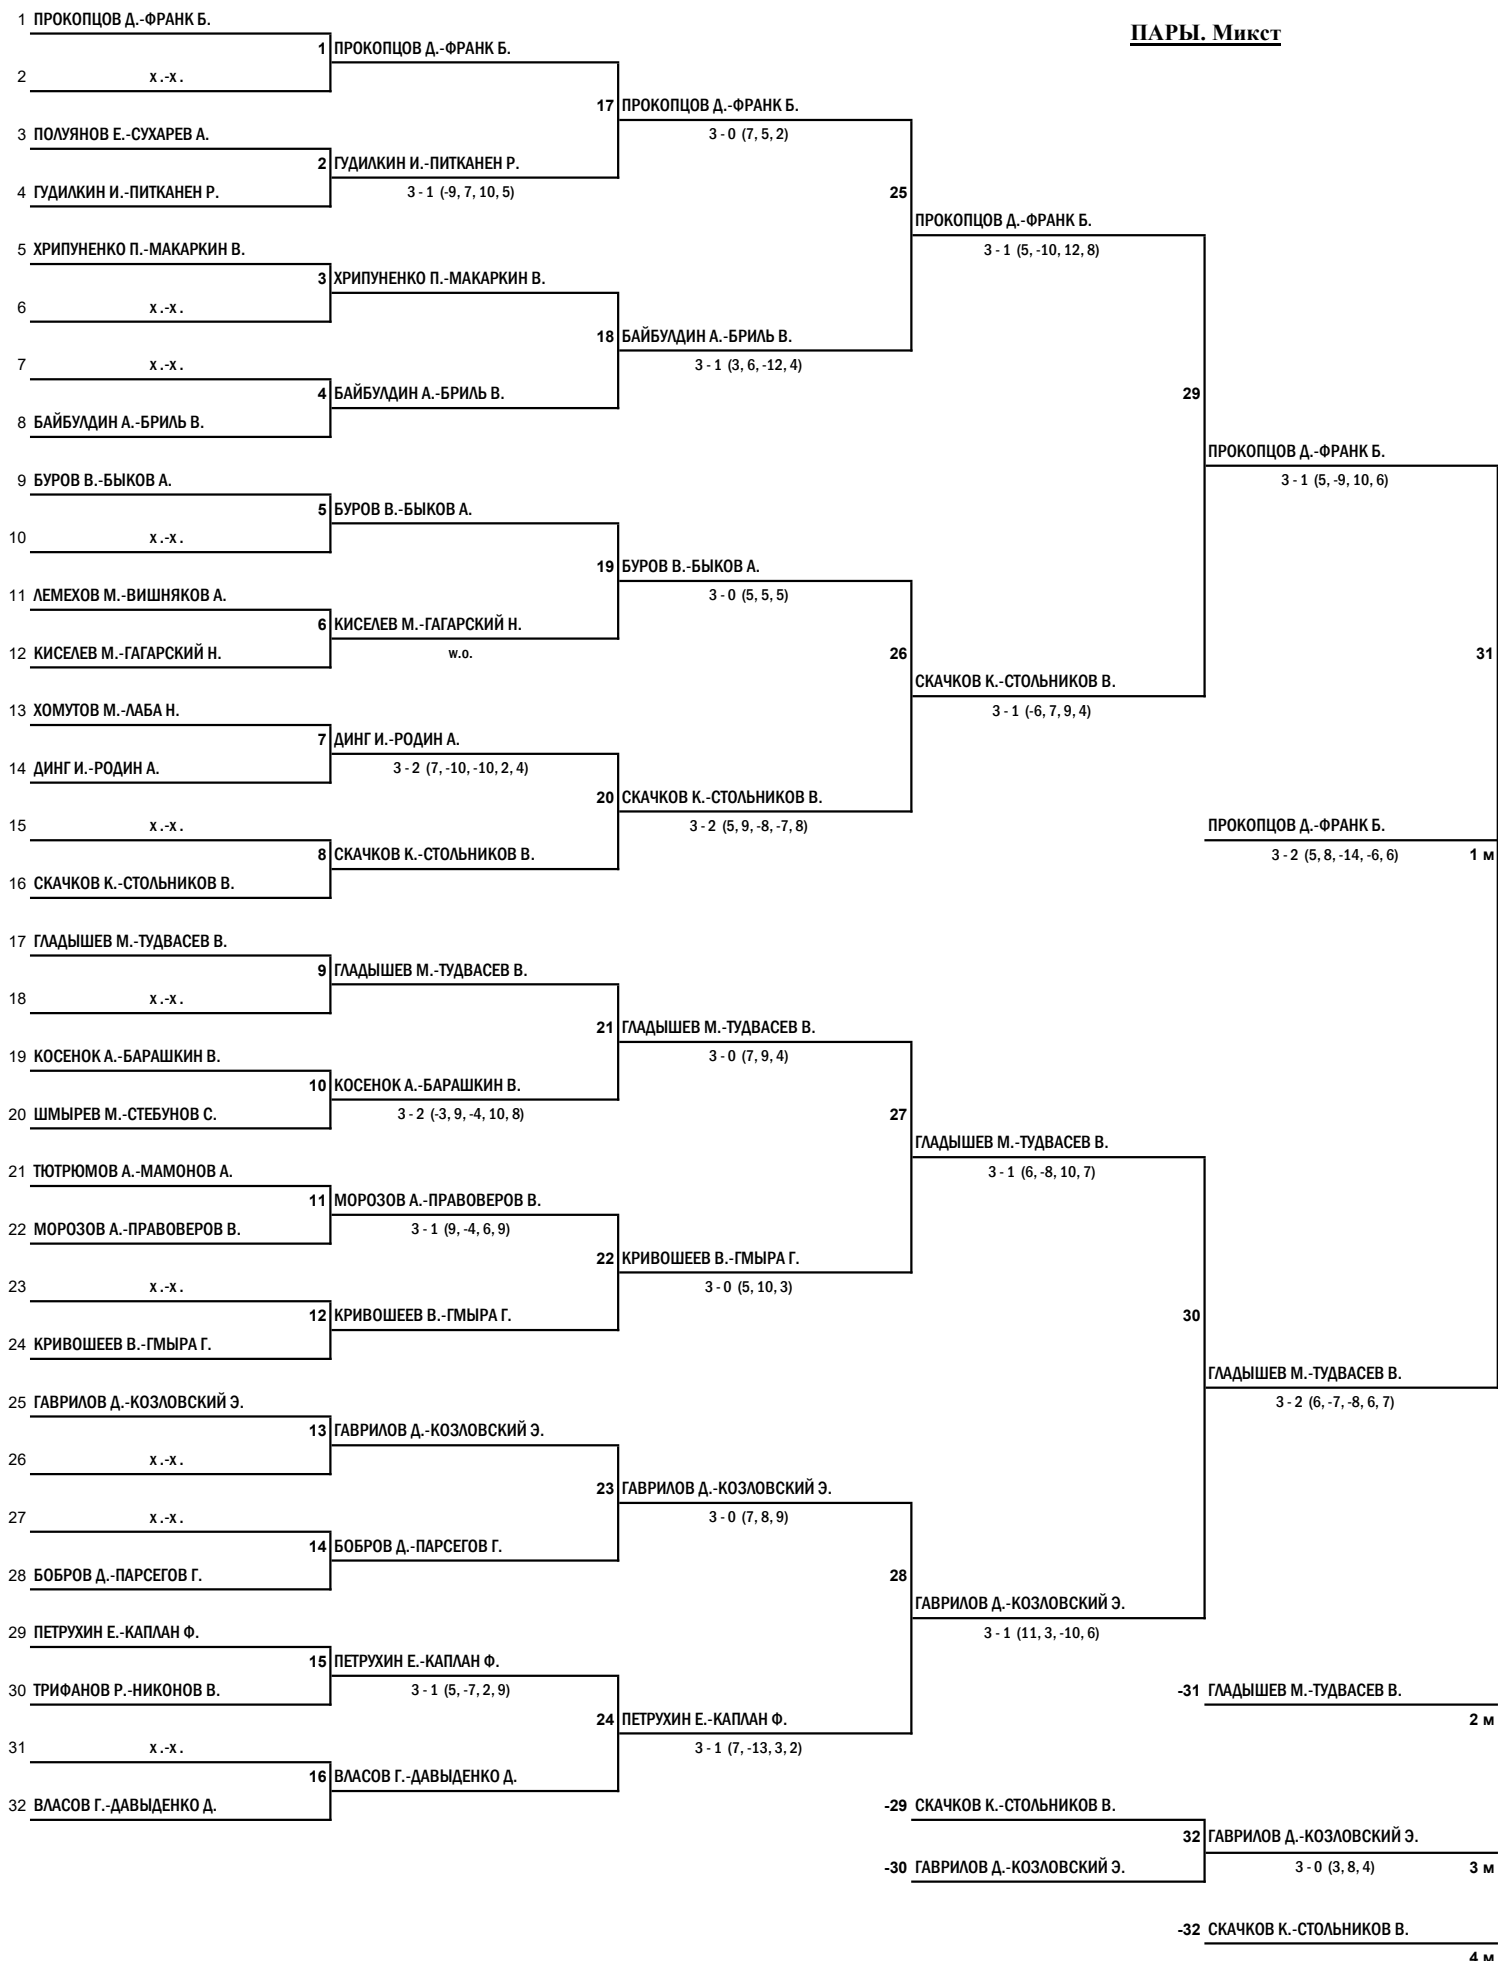 ПАРЫ. Микст
1 ПРОКОПЦОВ Д.-ФРАНК Б.
1 ПРОКОПЦОВ Д.-ФРАНК Б.
2 х .-х .
17 ПРОКОПЦОВ Д.-ФРАНК Б.
3 - 0 (7, 5, 2)
3 ПОЛУЯНОВ Е.-СУХАРЕВ А.
2 ГУДИЛКИН И.-ПИТКАНЕН Р.
3 - 1 (-9, 7, 10, 5)
4 ГУДИЛКИН И.-ПИТКАНЕН Р.
25
ПРОКОПЦОВ Д.-ФРАНК Б.
3 - 1 (5, -10, 12, 8)
5 ХРИПУНЕНКО П.-МАКАРКИН В.
3 ХРИПУНЕНКО П.-МАКАРКИН В.
6 х .-х .
18 БАЙБУЛДИН А.-БРИЛЬ В.
3 - 1 (3, 6, -12, 4)
7 х .-х .
4 БАЙБУЛДИН А.-БРИЛЬ В.
29
8 БАЙБУЛДИН А.-БРИЛЬ В.
ПРОКОПЦОВ Д.-ФРАНК Б.
3 - 1 (5, -9, 10, 6)
9 БУРОВ В.-БЫКОВ А.
5 БУРОВ В.-БЫКОВ А.
10 х .-х .
19 БУРОВ В.-БЫКОВ А.
3 - 0 (5, 5, 5)
11 ЛЕМЕХОВ М.-ВИШНЯКОВ А.
6 КИСЕЛЕВ М.-ГАГАРСКИЙ Н.
w.o.
12 КИСЕЛЕВ М.-ГАГАРСКИЙ Н.
26
31
СКАЧКОВ К.-СТОЛЬНИКОВ В.
3 - 1 (-6, 7, 9, 4)
13 ХОМУТОВ М.-ЛАБА Н.
7 ДИНГ И.-РОДИН А.
3 - 2 (7, -10, -10, 2, 4)
14 ДИНГ И.-РОДИН А.
20 СКАЧКОВ К.-СТОЛЬНИКОВ В.
3 - 2 (5, 9, -8, -7, 8)
15 х .-х .
ПРОКОПЦОВ Д.-ФРАНК Б.
3 - 2 (5, 8, -14, -6, 6) 1 м
8 СКАЧКОВ К.-СТОЛЬНИКОВ В.
16 СКАЧКОВ К.-СТОЛЬНИКОВ В.
17 ГЛАДЫШЕВ М.-ТУДВАСЕВ В.
9 ГЛАДЫШЕВ М.-ТУДВАСЕВ В.
18 х .-х .
21 ГЛАДЫШЕВ М.-ТУДВАСЕВ В.
3 - 0 (7, 9, 4)
19 КОСЕНОК А.-БАРАШКИН В.
10 КОСЕНОК А.-БАРАШКИН В.
3 - 2 (-3, 9, -4, 10, 8)
20 ШМЫРЕВ М.-СТЕБУНОВ С.
27
ГЛАДЫШЕВ М.-ТУДВАСЕВ В.
3 - 1 (6, -8, 10, 7)
21 ТЮТРЮМОВ А.-МАМОНОВ А.
11 МОРОЗОВ А.-ПРАВОВЕРОВ В.
3 - 1 (9, -4, 6, 9)
22 МОРОЗОВ А.-ПРАВОВЕРОВ В.
22 КРИВОШЕЕВ В.-ГМЫРА Г.
3 - 0 (5, 10, 3)
23 х .-х .
12 КРИВОШЕЕВ В.-ГМЫРА Г.
30
24 КРИВОШЕЕВ В.-ГМЫРА Г.
ГЛАДЫШЕВ М.-ТУДВАСЕВ В.
3 - 2 (6, -7, -8, 6, 7)
25 ГАВРИЛОВ Д.-КОЗЛОВСКИЙ Э.
13 ГАВРИЛОВ Д.-КОЗЛОВСКИЙ Э.
26 х .-х .
23 ГАВРИЛОВ Д.-КОЗЛОВСКИЙ Э.
3 - 0 (7, 8, 9)
27 х .-х .
14 БОБРОВ Д.-ПАРСЕГОВ Г.
28 БОБРОВ Д.-ПАРСЕГОВ Г.
28
ГАВРИЛОВ Д.-КОЗЛОВСКИЙ Э.
3 - 1 (11, 3, -10, 6)
29 ПЕТРУХИН Е.-КАПЛАН Ф.
15 ПЕТРУХИН Е.-КАПЛАН Ф.
3 - 1 (5, -7, 2, 9)
30 ТРИФАНОВ Р.-НИКОНОВ В.
-31 ГЛАДЫШЕВ М.-ТУДВАСЕВ В.
2 м
24 ПЕТРУХИН Е.-КАПЛАН Ф.
3 - 1 (7, -13, 3, 2)
31 х .-х .
16 ВЛАСОВ Г.-ДАВЫДЕНКО Д.
32 ВЛАСОВ Г.-ДАВЫДЕНКО Д.
-29 СКАЧКОВ К.-СТОЛЬНИКОВ В.
32 ГАВРИЛОВ Д.-КОЗЛОВСКИЙ Э.
-30 ГАВРИЛОВ Д.-КОЗЛОВСКИЙ Э.
3 - 0 (3, 8, 4) 3 м
-32 СКАЧКОВ К.-СТОЛЬНИКОВ В.
4 м